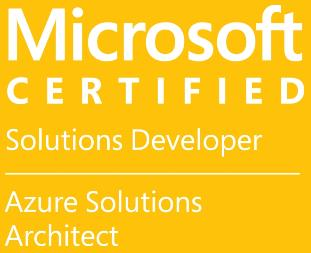 Microsoft
CERTIFIED
Solutions Developer
Azure Solutions
Architect